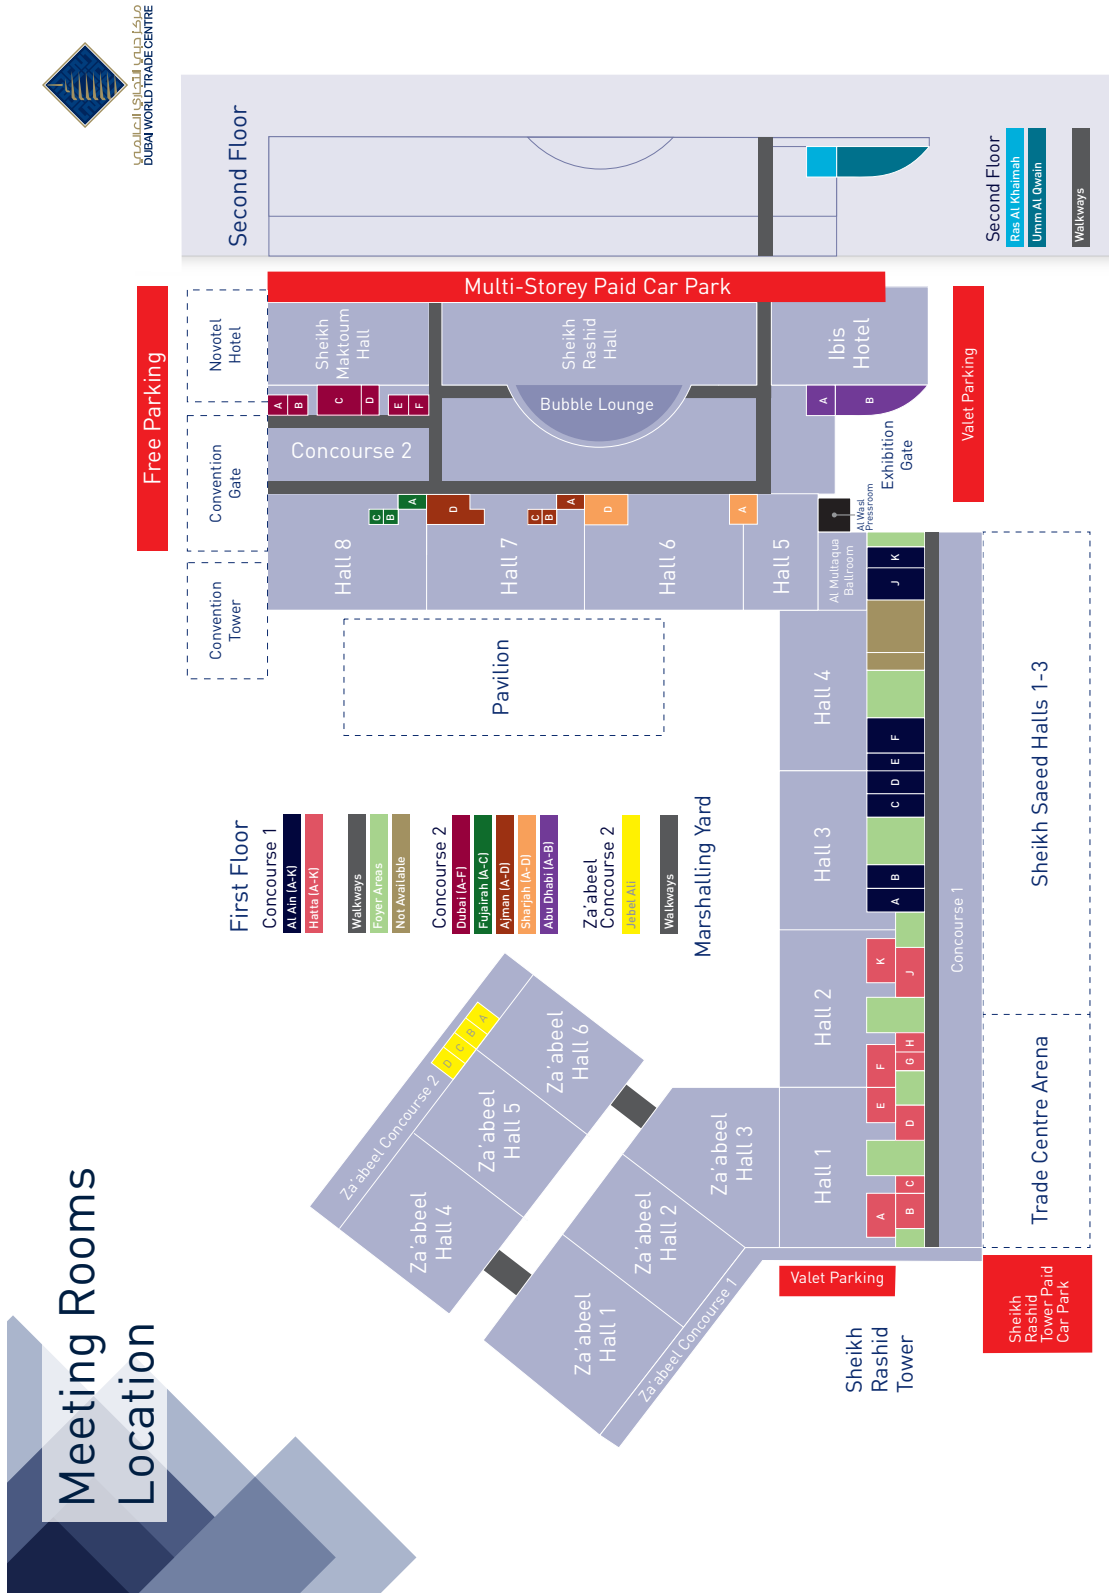 Meeting Rooms
Location
مركز دبي التجاري العالمي
DUBAI WORLD TRADE CENTRE
Free Parking
Novotel
Hotel
Convention
Gate
Convention
Tower
Second Floor
Multi-Storey Paid Car Park
Sheikh
Maktoum
Hall
Sheikh
Rashid
Hall
Ibis
Hotel
A
B
C
D
E
F
Bubble Lounge
A
B
Concourse 2
Exhibition
Gate
Valet Parking
C
B
A
D
C
B
A
D
A
Al Wasl
Pressroom
Hall 8
Hall 7
Hall 6
Hall 5
Al Multaqua
Ballroom
Pavilion
Second Floor
Ras Al Khaimah
Umm Al Qwain
Walkways
First Floor
Concourse 1
Al Ain (A-K)
Hatta (A-K)
Walkways
Foyer Areas
Not Available
Concourse 2
Dubai (A-F)
Fujairah (A-C)
Ajman (A-D)
Sharjah (A-D)
Abu Dhabi (A-B)
Za'abeel
Concourse 2
Jebel Ali
Walkways
Marshalling Yard
Hall 4
Hall 3
Hall 2
Hall 1
K
J
F
E
D
C
B
A
K
J
H
G
F
E
D
C
B
A
Concourse 1
Sheikh Saeed Halls 1-3
Trade Centre Arena
Za'abeel Concourse 2
D
C
B
A
Za'abeel
Hall 6
Za'abeel
Hall 5
Za'abeel
Hall 4
Za'abeel
Hall 3
Za'abeel
Hall 2
Za'abeel
Hall 1
Za'abeel Concourse 1
Valet Parking
Sheikh
Rashid
Tower
Sheikh
Rashid
Tower Paid
Car Park